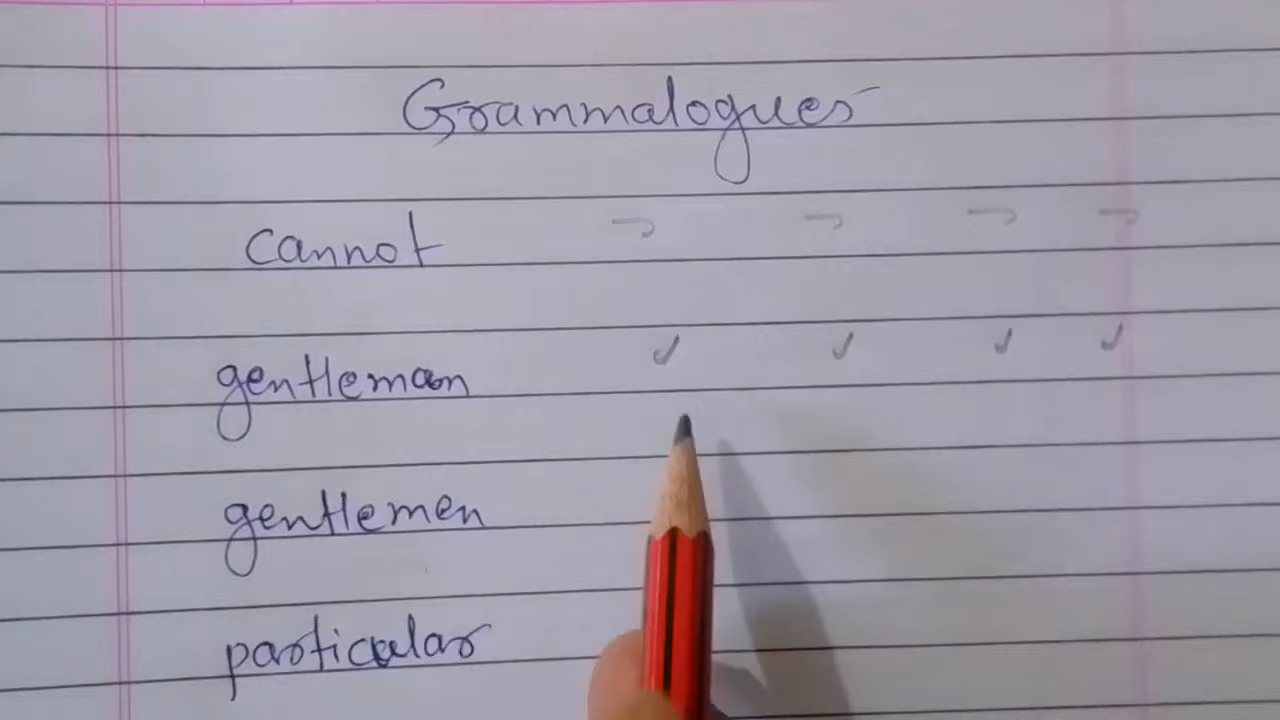 Grammalogues
cannot
gentleman
gentlemen
particular